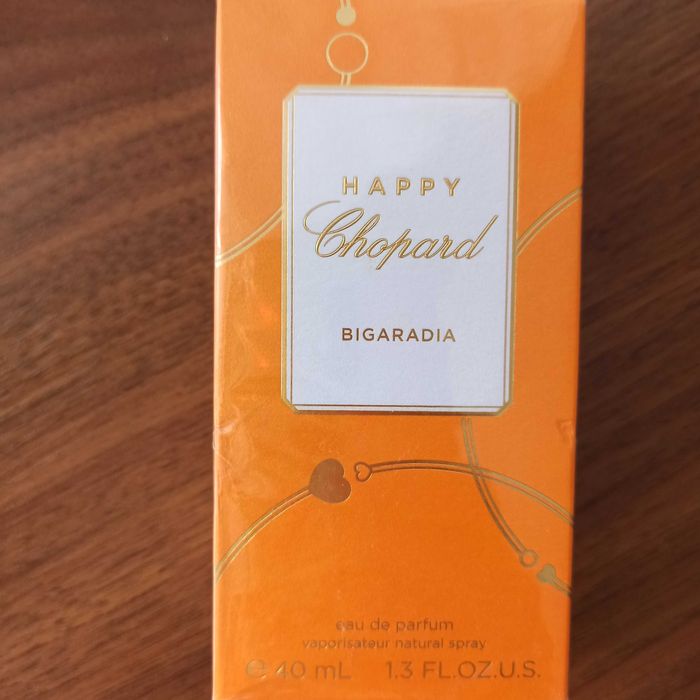 HAPPY
Chopard
BIGARADIA
eau de parfum
vaporisateur natural spray
℮ 40 mL 1.3 FL.OZ.U.S.